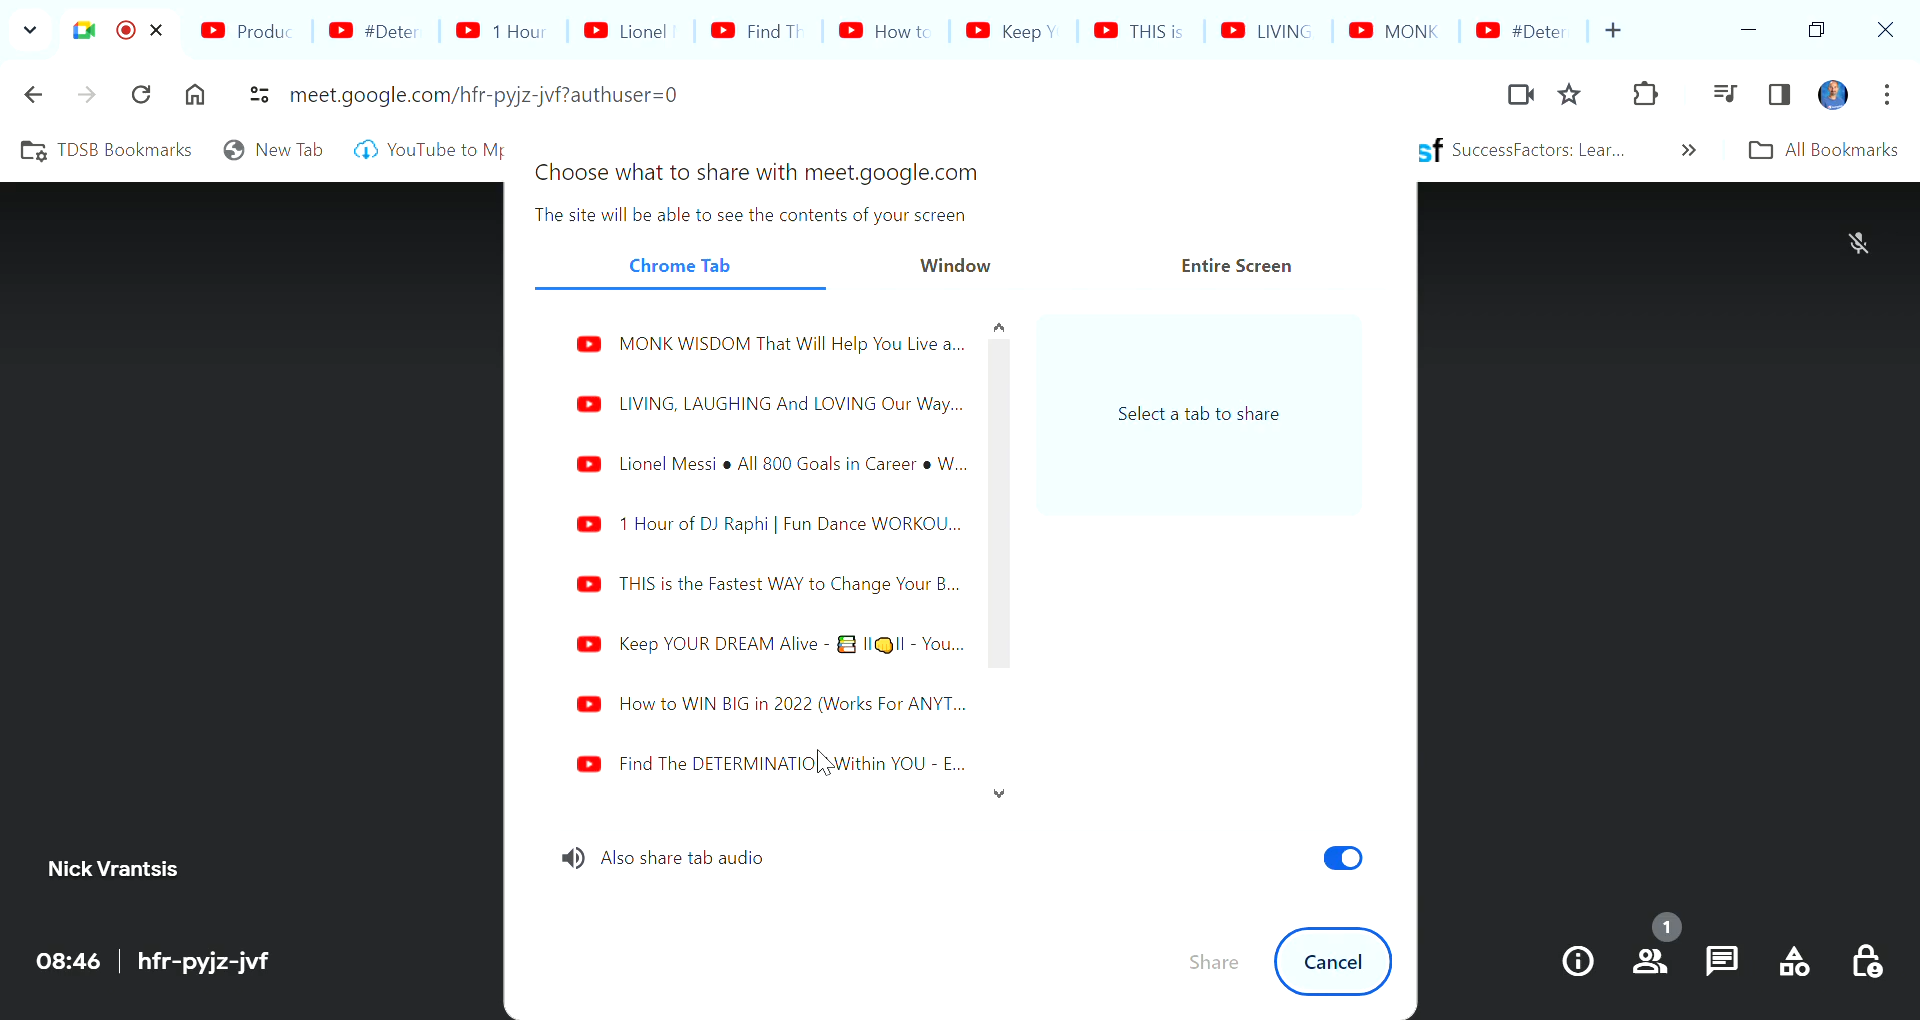 Produc
#Deter
1 Hour
Lionel
Find Th
How to
Keep Y
THIS is
LIVING
MONK
#Deter
meet.google.com/hfr-pyjz-jvf?authuser=0
TDSB Bookmarks
New Tab
YouTube to Mp
sf SuccessFactors: Lear...
All Bookmarks
Choose what to share with meet.google.com
The site will be able to see the contents of your screen
Chrome Tab
Window
Entire Screen
MONK WISDOM That Will Help You Live a...
LIVING, LAUGHING And LOVING Our Way...
Lionel Messi ● All 800 Goals in Career ● W...
1 Hour of DJ Raphi | Fun Dance WORKOU...
THIS is the Fastest WAY to Change Your B...
Keep YOUR DREAM Alive - 📚 II👊II - You...
How to WIN BIG in 2022 (Works For ANYT...
Find The DETERMINATIO Within YOU - E...
Select a tab to share
Also share tab audio
Share
Cancel
Nick Vrantsis
08:46 | hfr-pyjz-jvf
1